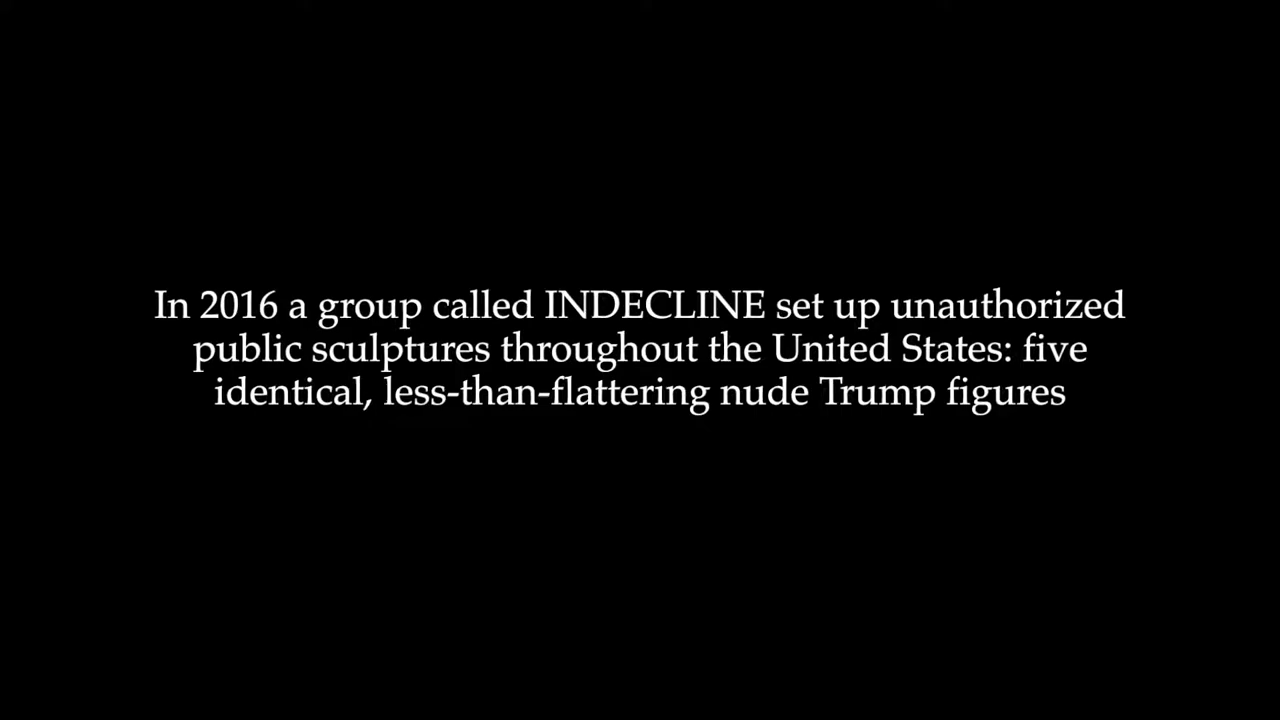 In 2016 a group called INDECLINE set up unauthorized
public sculptures throughout the United States: five
identical, less-than-flattering nude Trump figures